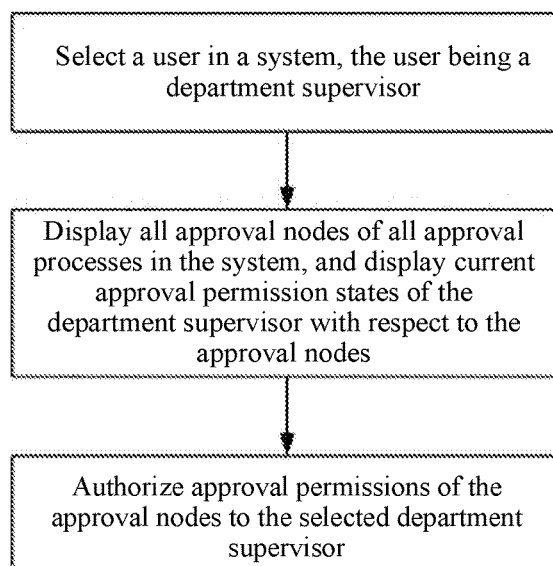 Select a user in a system, the user being a
department supervisor
Display all approval nodes of all approval
processes in the system, and display current
approval permission states of the
department supervisor with respect to the
approval nodes
Authorize approval permissions of the
approval nodes to the selected department
supervisor